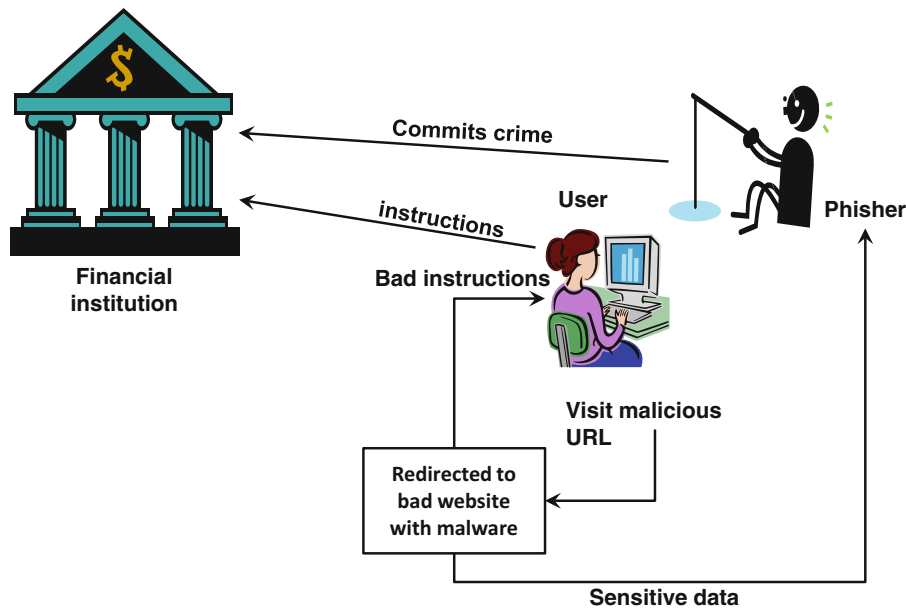 $
Commits crime
User
instructions
Phisher
Financial
institution
Bad instructions
Visit malicious
URL
Redirected to
bad website
with malware
Sensitive data